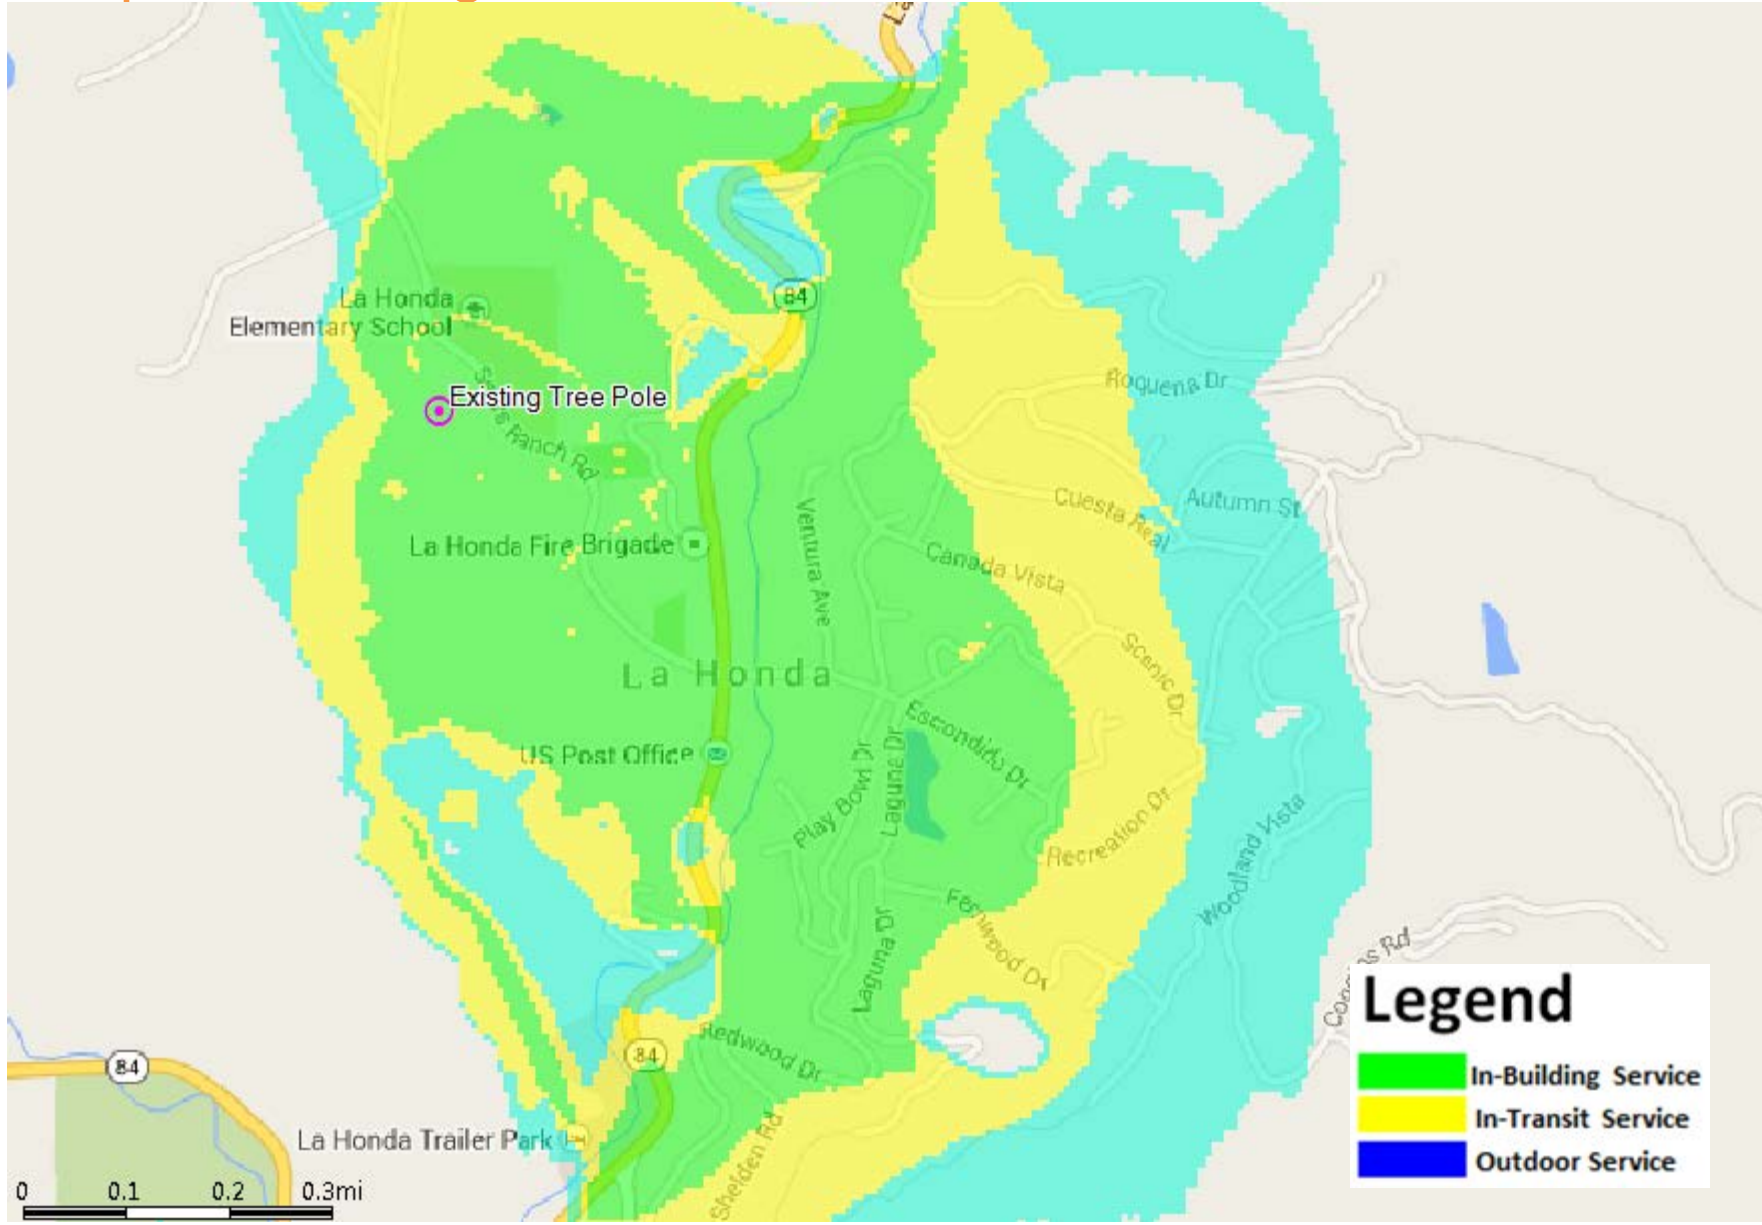 84
La Honda
Elementary School
Existing Tree Pole
Sears Ranch Rd
Roquena Dr
Cuesta Real
Autumn St
Ventura Ave
La Honda Fire Brigade
Canada Vista
Scenic Dr
La Honda
Escondido Dr
US Post Office
Play Bowl Dr
Laguna Dr
Recreation Dr
Woodland Vista
Fernwood Dr
Laguna Dr
Redwood Dr
84
84
La Honda Trailer Park
Shelden Rd
0 0.1 0.2 0.3mi
Legend
In-Building Service
In-Transit Service
Outdoor Service